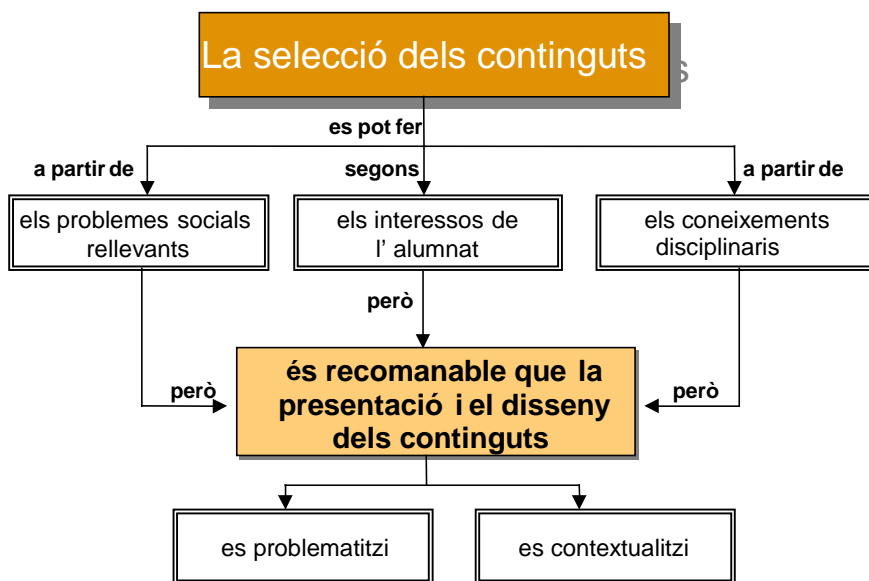 La selecció dels continguts
es pot fer
a partir de
segons
a partir de
els problemes socials
rellevants
els interessos de
l' alumnat
els coneixements
disciplinaris
però
però
però
és recomanable que la
presentació i el disseny
dels continguts
es problematitzi
es contextualitzi